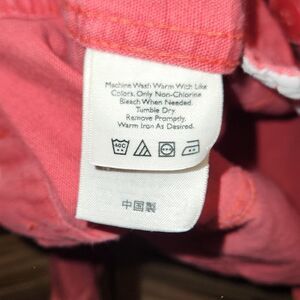 Machine Wash Warm With Like
Colors. Only Non-Chlorine
Bleach When Needed.
Tumble Dry
Remove Promptly.
Warm Iron As Desired.
40C
中国製